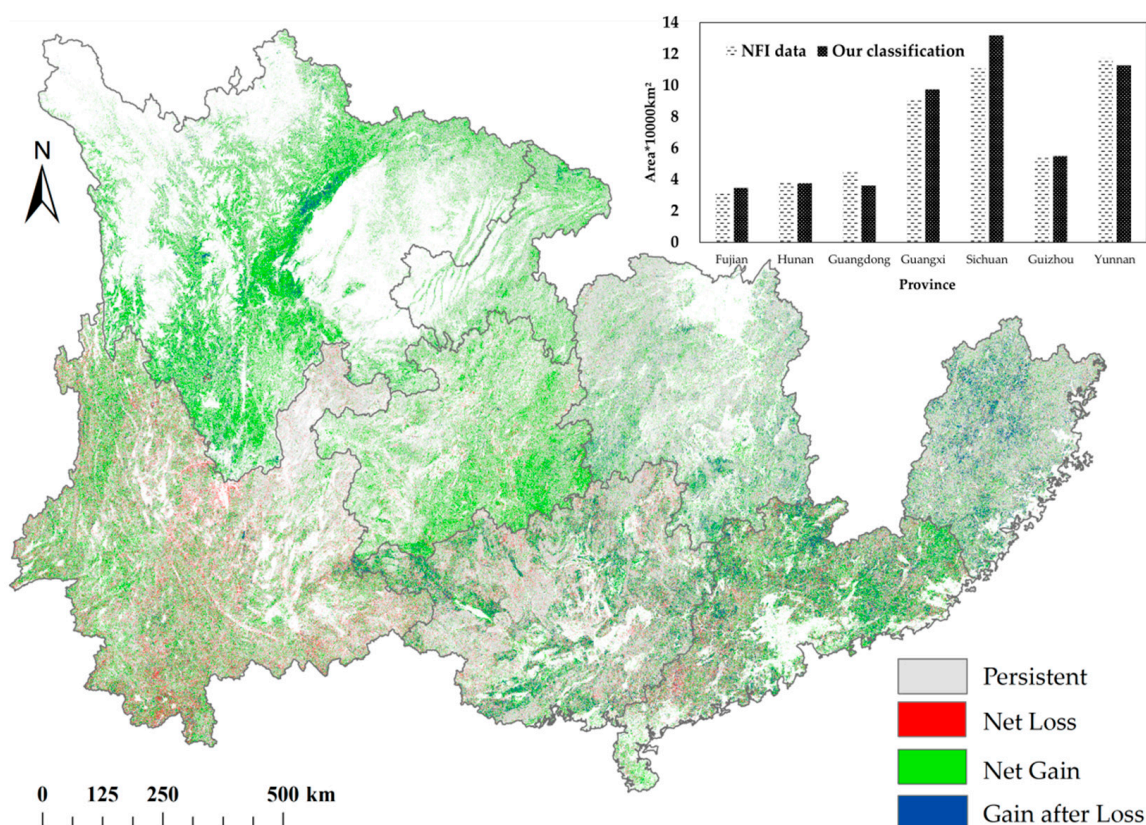 14
12
10
8
6
4
2
0
Area*10000km²
NFI data Our classification
Fujian Hunan Guangdong Guangxi Sichuan Guizhou Yunnan
Province
N
Persistent
Net Loss
Net Gain
Gain after Loss
0 125 250 500 km